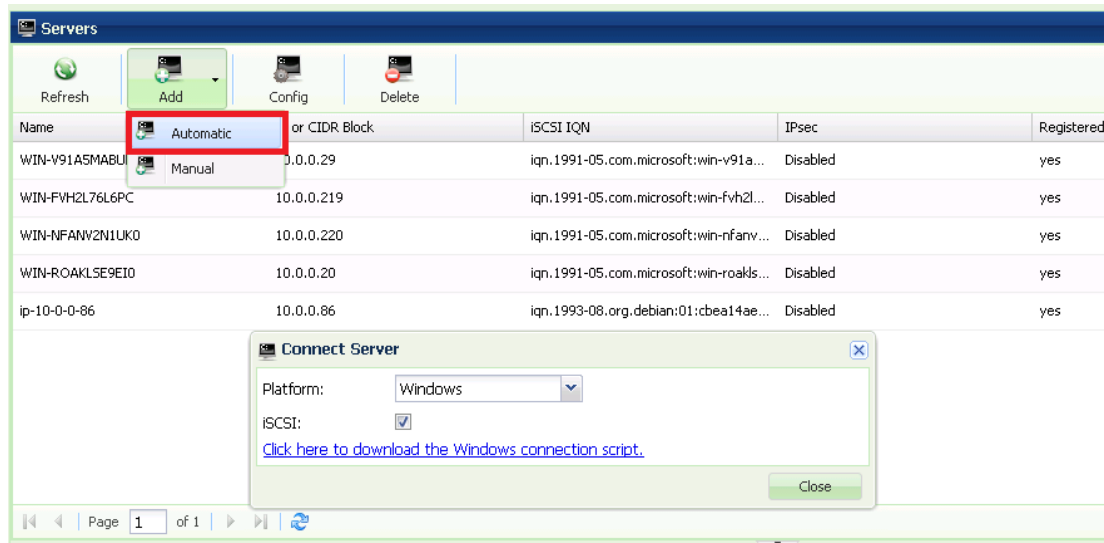 Servers
Refresh Add Config Delete
Name or CIDR Block iSCSI IQN IPsec Registered
Automatic
WIN-V91A5MABU .0.0.29 iqn.1991-05.com.microsoft:win-v91a... Disabled yes
Manual
WIN-FVH2L76L6PC 10.0.0.219 iqn.1991-05.com.microsoft:win-fvh2l... Disabled yes
WIN-NFANV2N1UK0 10.0.0.220 iqn.1991-05.com.microsoft:win-nfanv... Disabled yes
WIN-ROAKLSE9EI0 10.0.0.20 iqn.1991-05.com.microsoft:win-roakls... Disabled yes
ip-10-0-0-86 10.0.0.86 iqn.1993-08.org.debian:01:cbea14ae... Disabled yes
Connect Server
Platform: Windows
iSCSI:
Click here to download the Windows connection script.
Close
Page 1 of 1